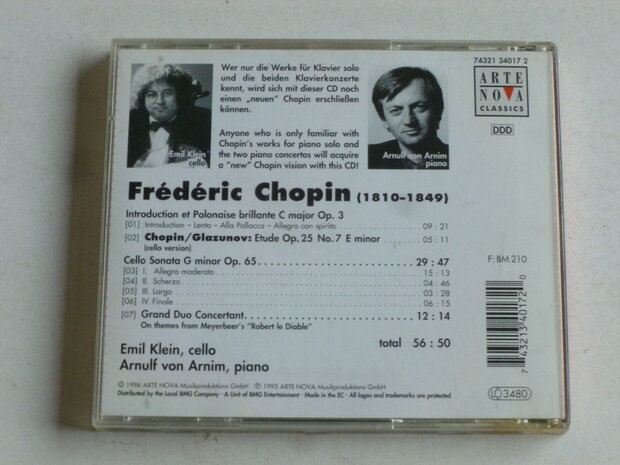 Wer nur die Werke für Klavier solo
und die beiden Klavierkonzerte
kennt, wird sich mit dieser CD noch
einen „neuen“ Chopin erschließen
können.
Anyone who is only familiar with
Chopin's works for piano solo and
the two piano concertos will acquire
a "new" Chopin vision with this CD!
Emil Klein
cello
Arnulf von Arnim
piano
74321 34017 2
ARTE
NOVA
CLASSICS
DDD
Frédéric Chopin (1810–1849)
Introduction et Polonaise brillante C major Op. 3
[01] Introduction – Lento – Alla Pollacca – Allegro con spirito 09 : 21
[02] Chopin/Glazunov: Etude Op. 25 No. 7 E minor 05 : 11
(cello version)
Cello Sonata G minor Op. 65 29 : 47
[03] I. Allegro moderato 15 : 13
[04] II. Scherzo 04 : 46
[05] III. Largo 03 : 28
[06] IV. Finale 06 : 15
[07] Grand Duo Concertant 12 : 14
On themes from Meyerbeer's "Robert le Diable"
total 56 : 50
Emil Klein, cello
Arnulf von Arnim, piano
F: BM 210
7 43213 40172 0
LC 3480
© 1996 ARTE NOVA Musikproduktions GmbH · ℗ 1995 ARTE NOVA Musikproduktions GmbH
Distributed by the Local BMG Company · A Unit of BMG Entertainment · Made in the EC · All logos and trademarks are protected